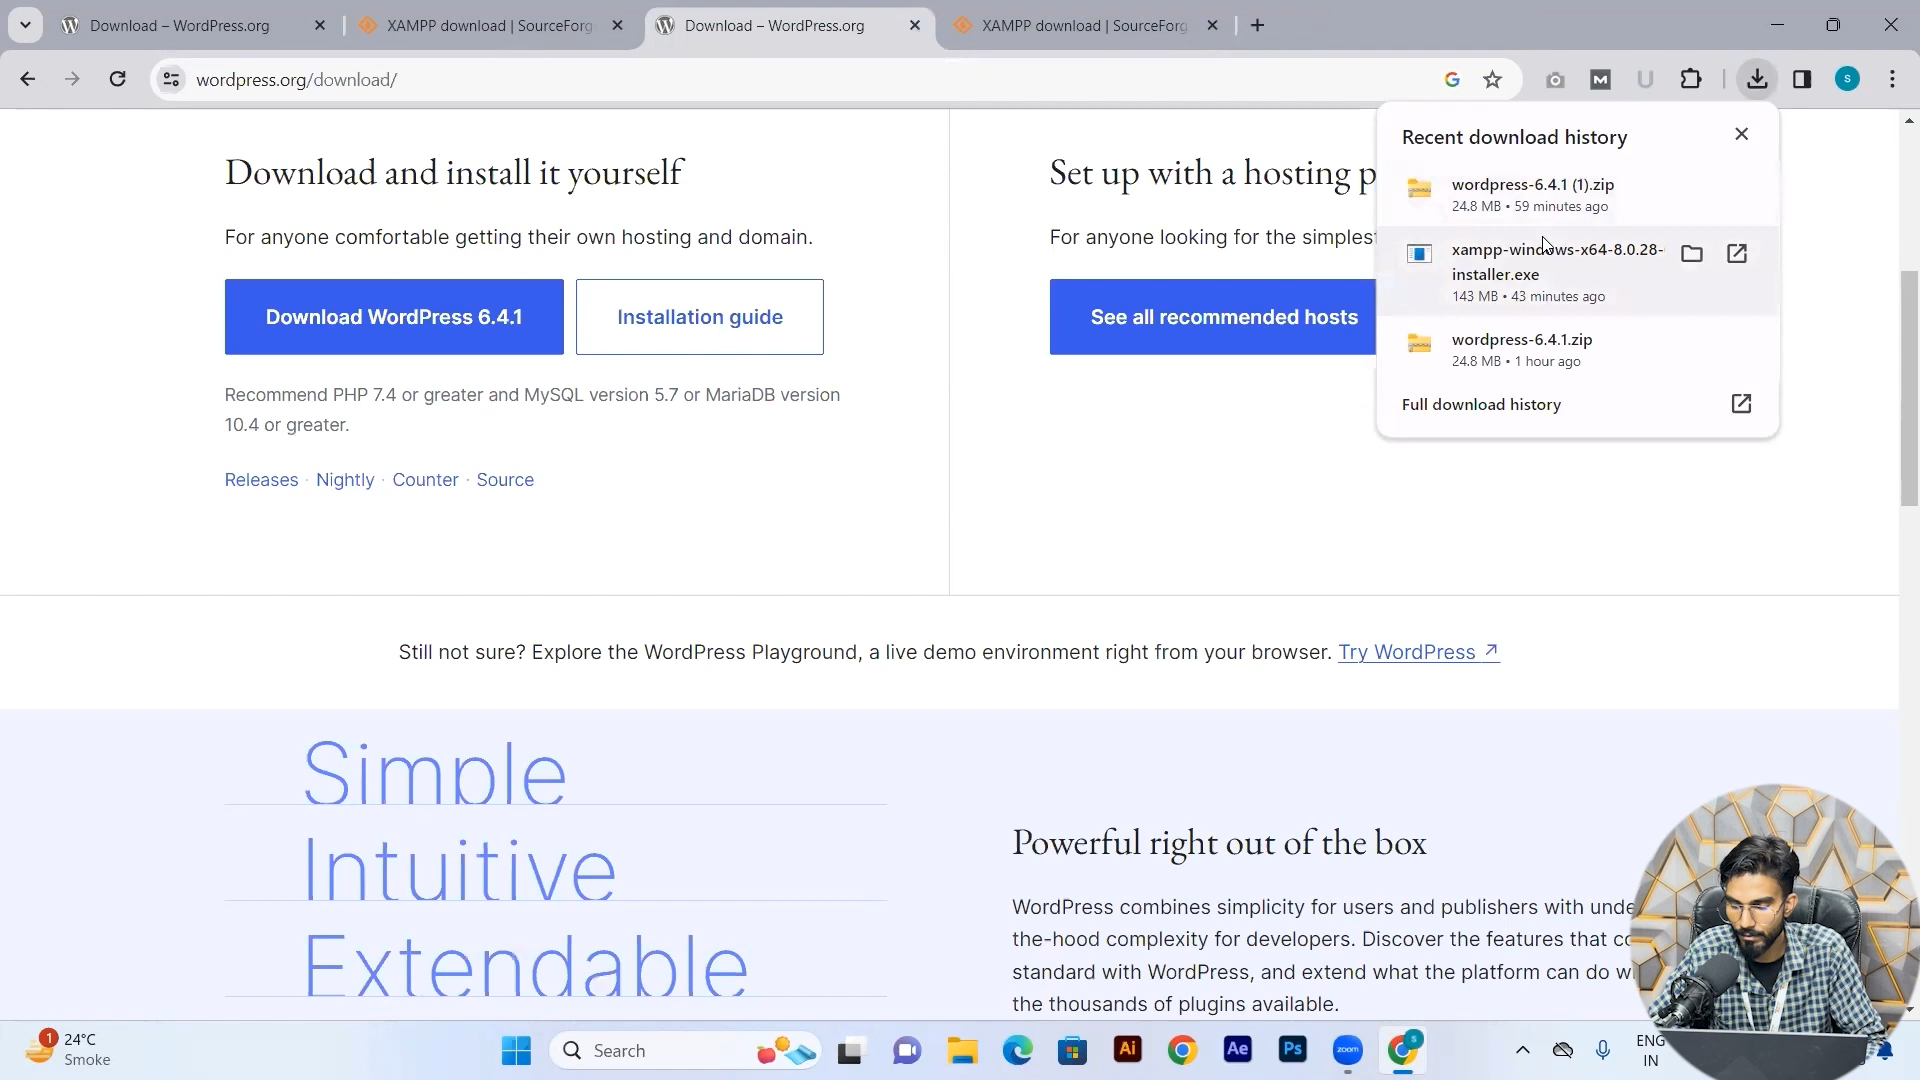 Download – WordPress.org
XAMPP download | SourceForg
Download – WordPress.org
XAMPP download | SourceForg
wordpress.org/download/
Recent download history
wordpress-6.4.1 (1).zip
24.8 MB • 59 minutes ago
xampp-windows-x64-8.0.28-
installer.exe
143 MB • 43 minutes ago
wordpress-6.4.1.zip
24.8 MB • 1 hour ago
Full download history
Download and install it yourself
For anyone comfortable getting their own hosting and domain.
Download WordPress 6.4.1
Installation guide
Recommend PHP 7.4 or greater and MySQL version 5.7 or MariaDB version
10.4 or greater.
Releases · Nightly · Counter · Source
Set up with a hosting p
For anyone looking for the simplest
See all recommended hosts
Still not sure? Explore the WordPress Playground, a live demo environment right from your browser. Try WordPress ↗
Simple
Intuitive
Extendable
Powerful right out of the box
WordPress combines simplicity for users and publishers with unde
the-hood complexity for developers. Discover the features that co
standard with WordPress, and extend what the platform can do w
the thousands of plugins available.
1
24°C
Smoke
Search
Ai
Ae
Ps
zoom
S
ENG
IN